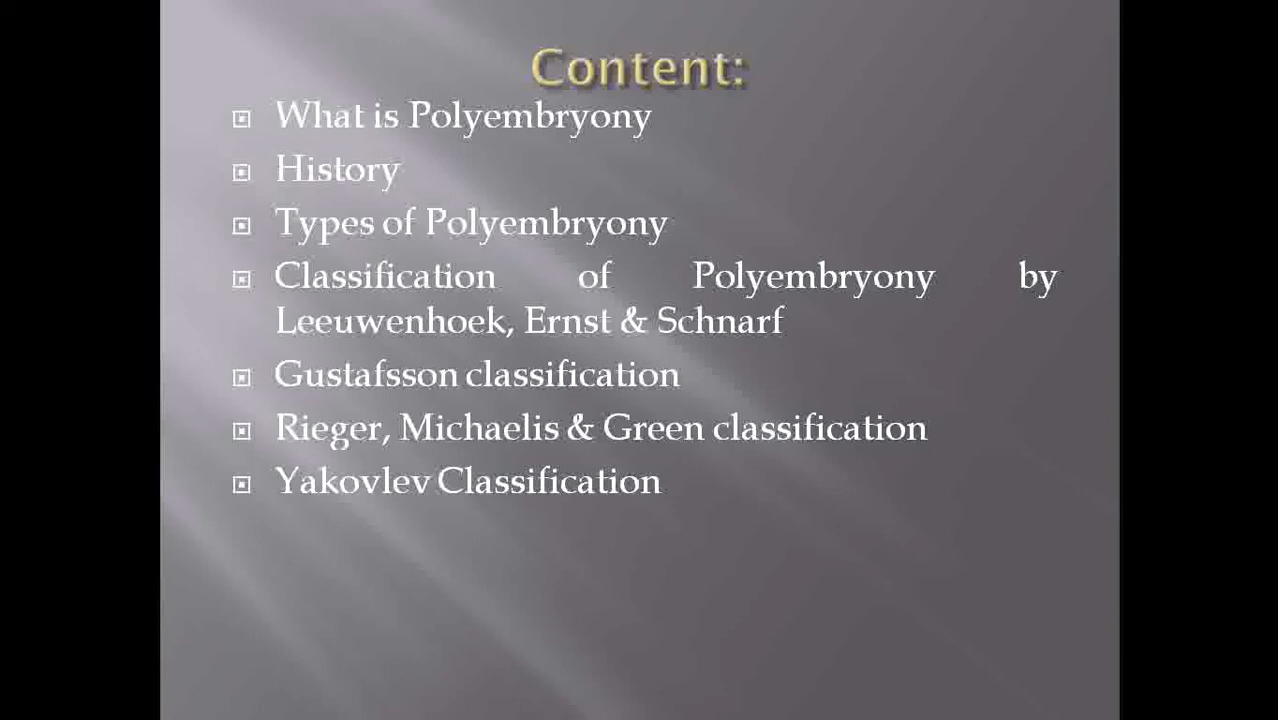 Content:
What is Polyembryony
History
Types of Polyembryony
Classification of Polyembryony by
Leeuwenhoek, Ernst & Schnarf
Gustafsson classification
Rieger, Michaelis & Green classification
Yakovlev Classification